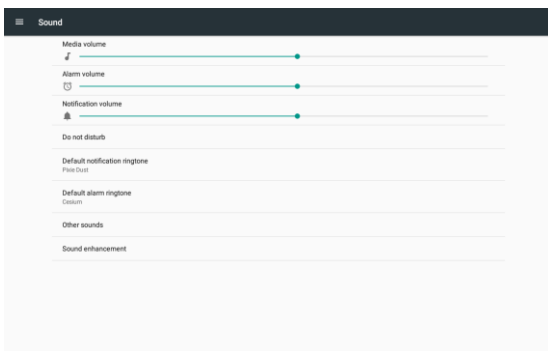 Sound
Media volume
Alarm volume
Notification volume
Do not disturb
Default notification ringtone
Pixie Dust
Default alarm ringtone
Cesium
Other sounds
Sound enhancement